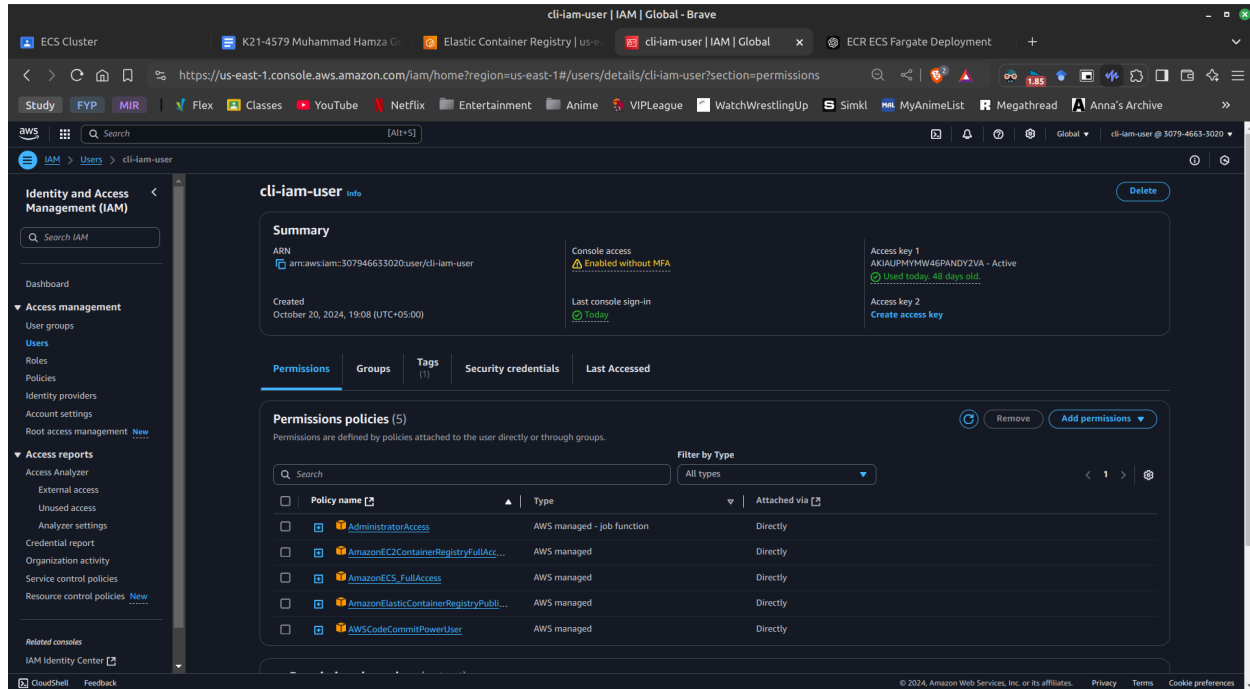 cli-iam-user | IAM | Global - Brave
ECS Cluster
K21-4579 Muhammad Hamza Go
Elastic Container Registry | us-ea
cli-iam-user | IAM | Global
ECR ECS Fargate Deployment
https://us-east-1.console.aws.amazon.com/iam/home?region=us-east-1#/users/details/cli-iam-user?section=permissions
2
1.85
Study FYP MIR Flex Classes YouTube Netflix Entertainment Anime VIPLeague WatchWrestlingUp Simkl MyAnimeList Megathread Anna's Archive
aws Search [Alt+S] Global cli-iam-user @ 3079-4663-3020
IAM > Users > cli-iam-user
Identity and Access
Management (IAM)
Search IAM
Dashboard
Access management
User groups
Users
Roles
Policies
Identity providers
Account settings
Root access management New
Access reports
Access Analyzer
External access
Unused access
Analyzer settings
Credential report
Organization activity
Service control policies
Resource control policies New
Related consoles
IAM Identity Center
cli-iam-user Info
Delete
Summary
ARN
arn:aws:iam::307946633020:user/cli-iam-user
Console access
Enabled without MFA
Access key 1
AKIAUPMYMW46PANDY2VA - Active
Used today. 48 days old.
Created
October 20, 2024, 19:08 (UTC+05:00)
Last console sign-in
Today
Access key 2
Create access key
Permissions
Groups
Tags
(1)
Security credentials
Last Accessed
Permissions policies (5)
Remove
Add permissions
Permissions are defined by policies attached to the user directly or through groups.
Filter by Type
Search
All types
1
Policy name Type Attached via
AdministratorAccess AWS managed - job function Directly
AmazonEC2ContainerRegistryFullAcc... AWS managed Directly
AmazonECS_FullAccess AWS managed Directly
AmazonElasticContainerRegistryPubli... AWS managed Directly
AWSCodeCommitPowerUser AWS managed Directly
CloudShell Feedback © 2024, Amazon Web Services, Inc. or its affiliates. Privacy Terms Cookie preferences